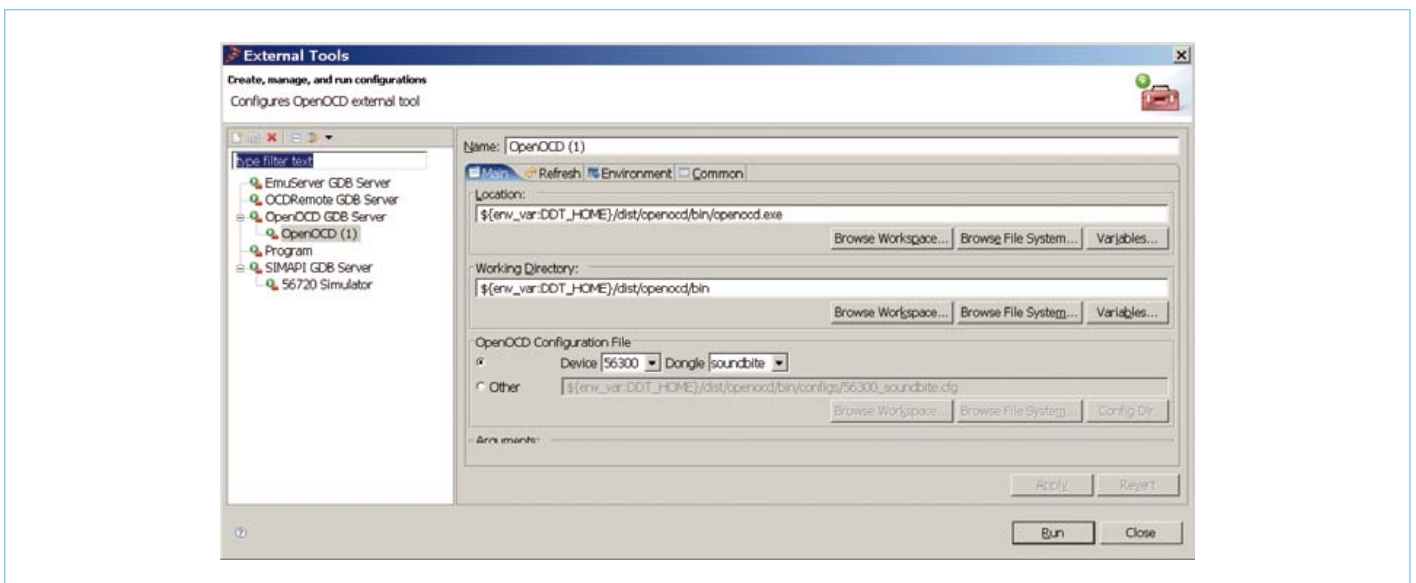 External Tools
Create, manage, and run configurations
Configures OpenOCD external tool
type filter text
EmuServer GDB Server
OCDRemote GDB Server
OpenOCD GDB Server
OpenOCD (1)
Program
SIMAPI GDB Server
56720 Simulator
Name: OpenOCD (1)
Main Refresh Environment Common
Location:
${env_var:DDT_HOME}/dist/openocd/bin/openocd.exe
Browse Workspace... Browse File System... Variables...
Working Directory:
${env_var:DDT_HOME}/dist/openocd/bin
Browse Workspace... Browse File System... Variables...
OpenOCD Configuration File
Device 56300 Dongle soundbite
Other ${env_var:DDT_HOME}/dist/openocd/bin/configs/56300_soundbite.cfg
Browse Workspace... Browse File System... Config Dir
Arguments:
Apply Revert
Run Close